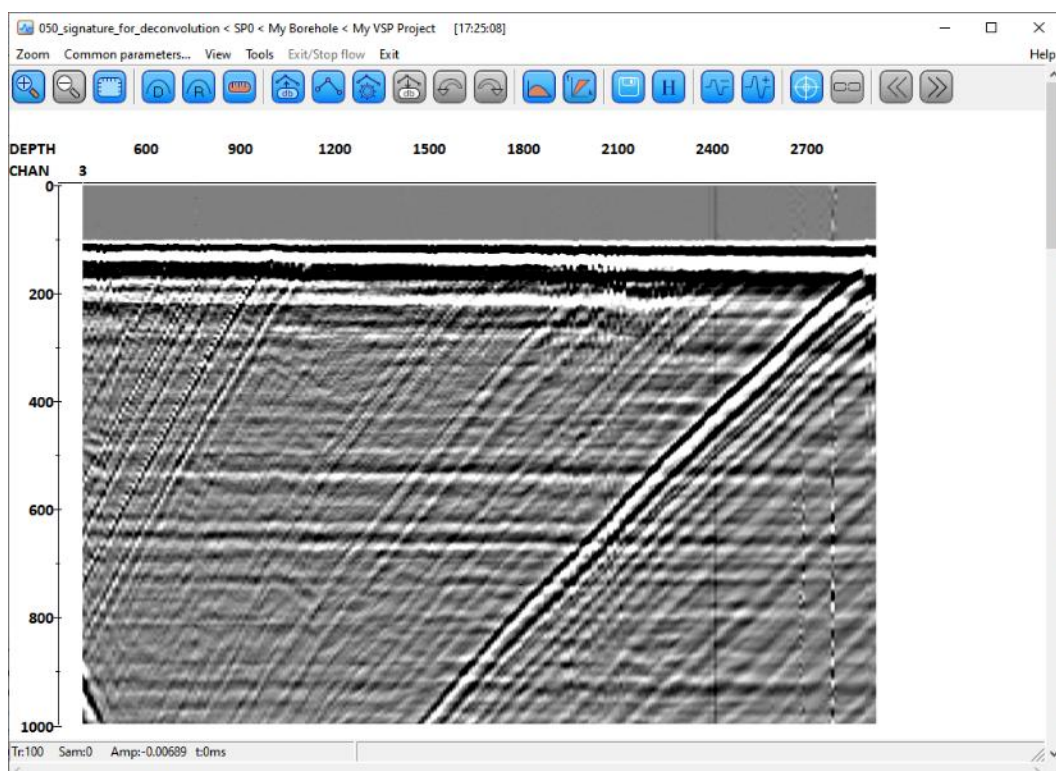 050_signature_for_deconvolution < SP0 < My Borehole < My VSP Project [17:25:08]
Zoom Common parameters... View Tools Exit/Stop flow Exit Help
D R db db H
DEPTH 600 900 1200 1500 1800 2100 2400 2700
CHAN 3
0
200
400
600
800
1000
Tr:100 Sam:0 Amp:-0.00689 t:0ms